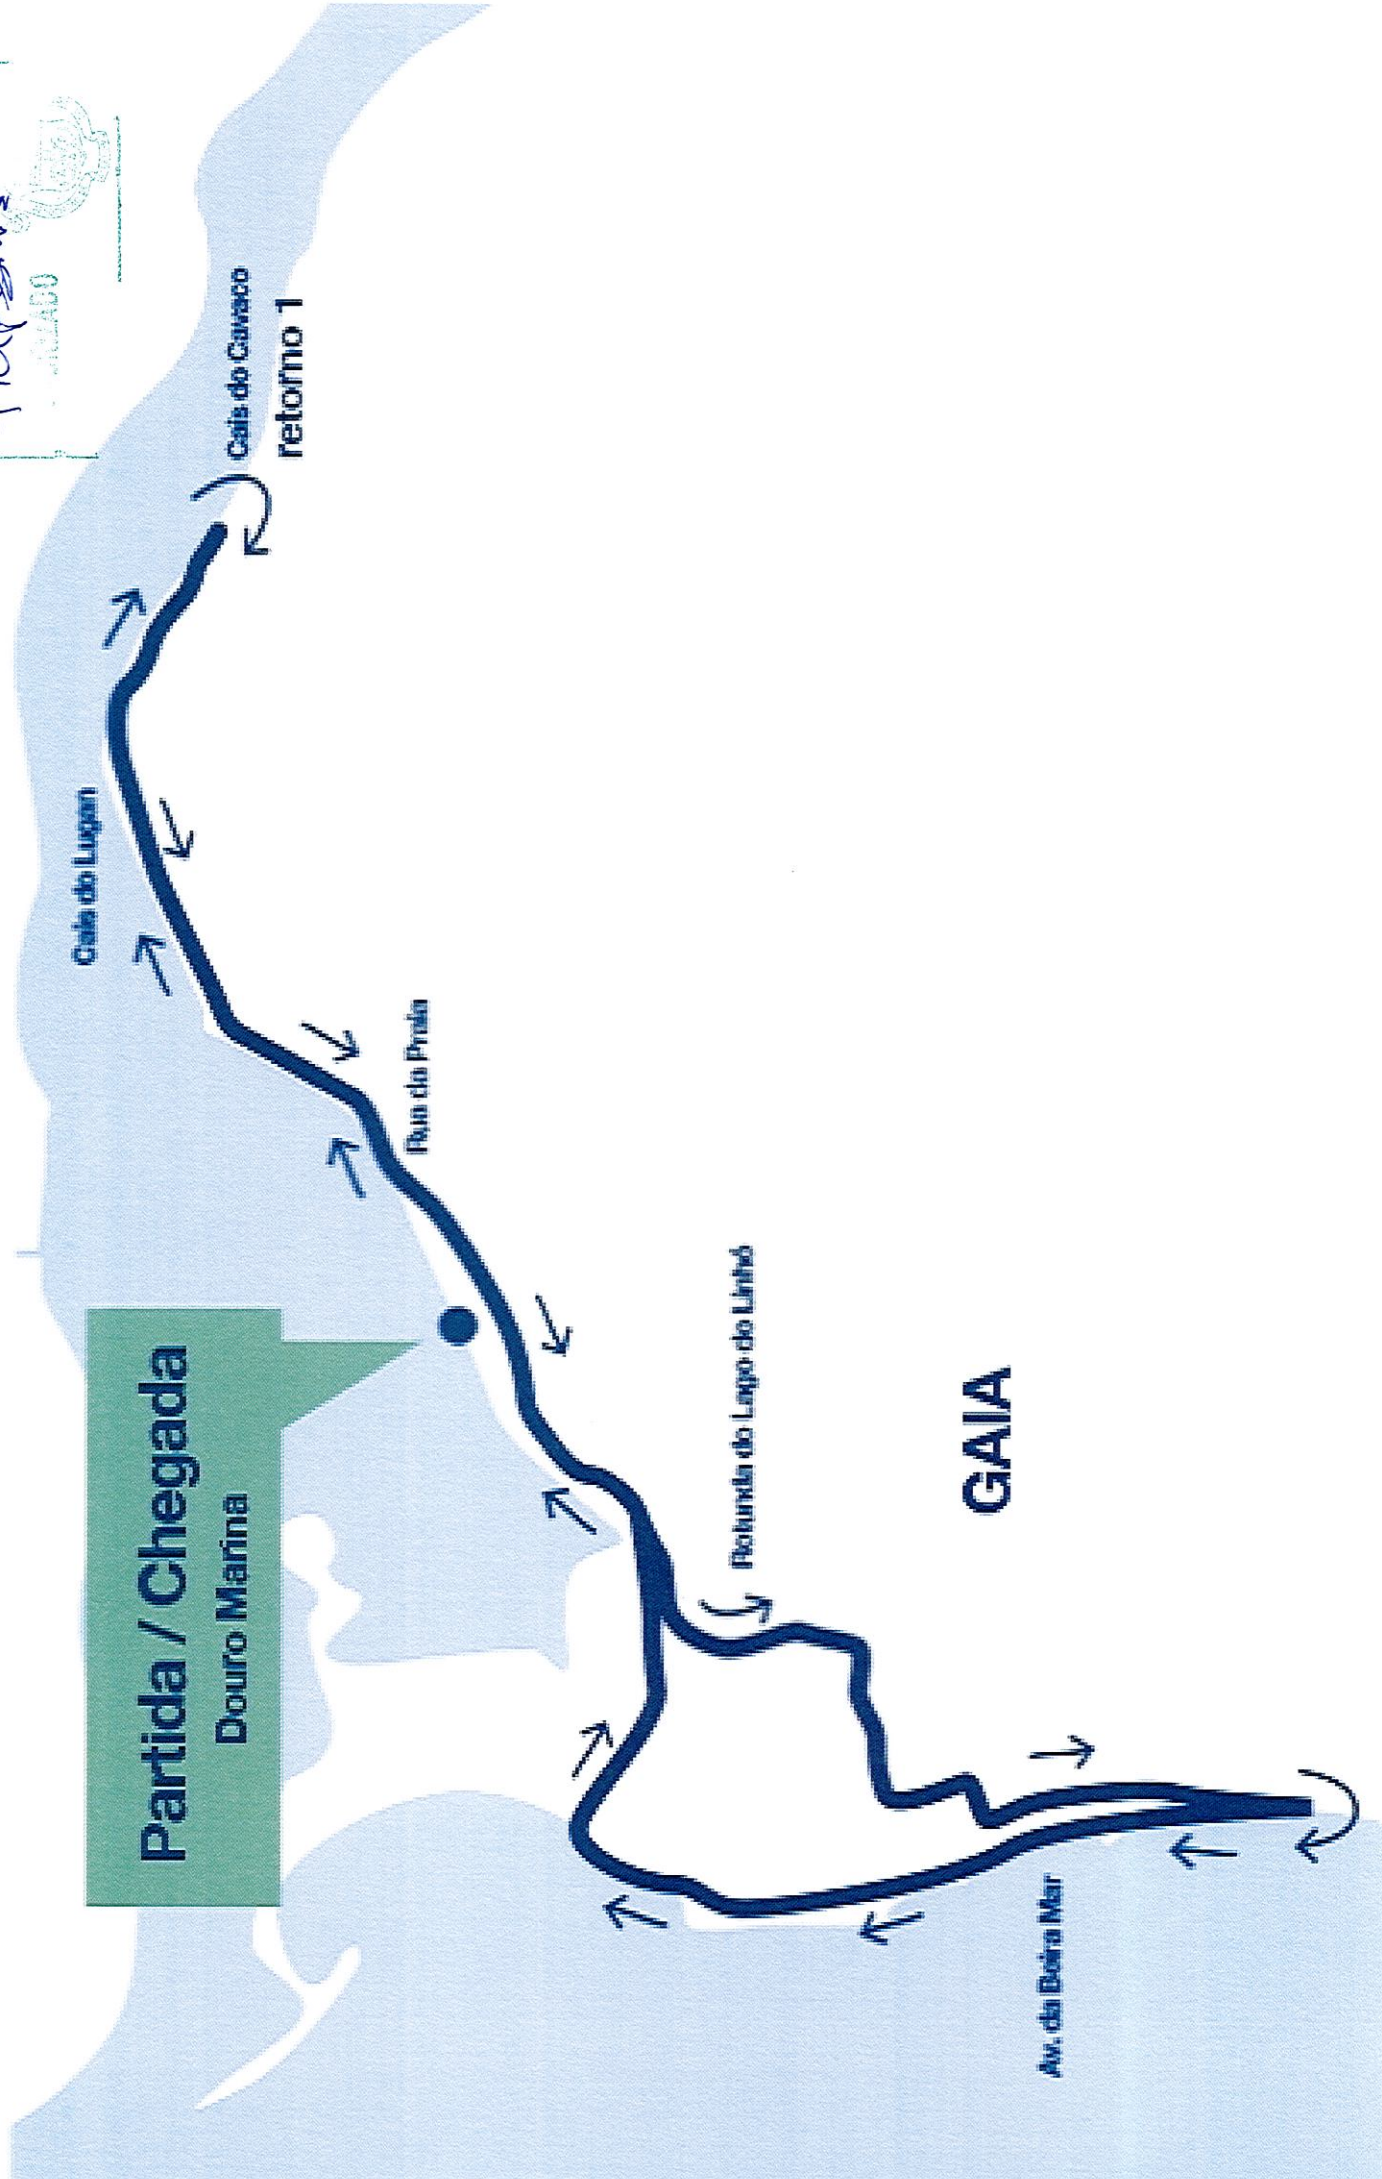 Cais do Cavaco
retorno 1
Cais do Lugan
Rua da Praia
Partida / Chegada
Douro Marina
Rotunda do Lago do Linho
GAIA
Av. da Beira Mar